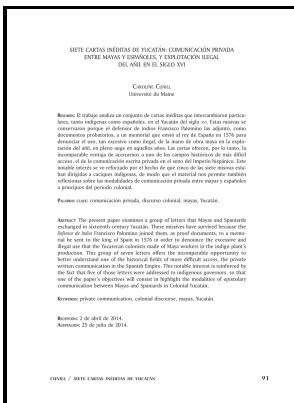 SIETE CARTAS INÉDITAS DE YUCATÁN: COMUNICACIÓN PRIVADA
ENTRE MAYAS Y ESPAÑOLES, Y EXPLOTACIÓN ILEGAL
DEL AÑIL EN EL SIGLO XVI
CAROLINE CUNILL
Université du Maine
RESUMEN: El trabajo analiza un conjunto de cartas inéditas que intercambiaron particu-
lares, tanto indígenas como españoles, en el Yucatán del siglo XVI. Estas misivas se
conservaron porque el defensor de indios Francisco Palomino las adjuntó, como
documentos probatorios, a un memorial que envió al rey de España en 1576 para
denunciar el uso, tan excesivo como ilegal, de la mano de obra maya en la explo-
tación del añil, en pleno auge en aquellos años. Las cartas ofrecen, por lo tanto, la
incomparable ventaja de acercarnos a uno de los campos históricos de más difícil
acceso, el de la comunicación escrita privada en el seno del Imperio hispánico. Este
notable interés se ve reforzado por el hecho de que cinco de las siete misivas esta-
ban dirigidas a caciques indígenas, de modo que el material nos permite también
reflexionar sobre las modalidades de comunicación privada entre mayas y españoles
a principios del periodo colonial.
PALABRAS CLAVE: comunicación privada, discurso colonial, mayas, Yucatán.
ABSTRACT: The present paper examines a group of letters that Mayas and Spaniards
exchanged in sixteenth century Yucatán. These missives have survived because the
Defensor de Indios Francisco Palomino joined them, as proof documents, to a memo-
rial he sent to the king of Spain in 1576 in order to denounce the excessive and
illegal use that the Yucatecan colonists made of Maya workers in the indigo plant's
production. This group of seven letters offers the incomparable opportunity to
better understand one of the historical fields of more difficult access, the private
written communication in the Spanish Empire. This notable interest is reinforced by
the fact that five of those letters were addressed to indigenous governors, so that
one of the paper's objectives will consist in highlight the modalities of epistolary
communication between Mayas and Spaniards in Colonial Yucatán.
KEYWORDS: private communication, colonial discourse, mayas, Yucatán.
RECEPCIÓN: 2 de abril de 2014.
ACEPTACIÓN: 25 de julio de 2014.
CUNILL / SIETE CARTAS INÉDITAS DE YUCATÁN 91